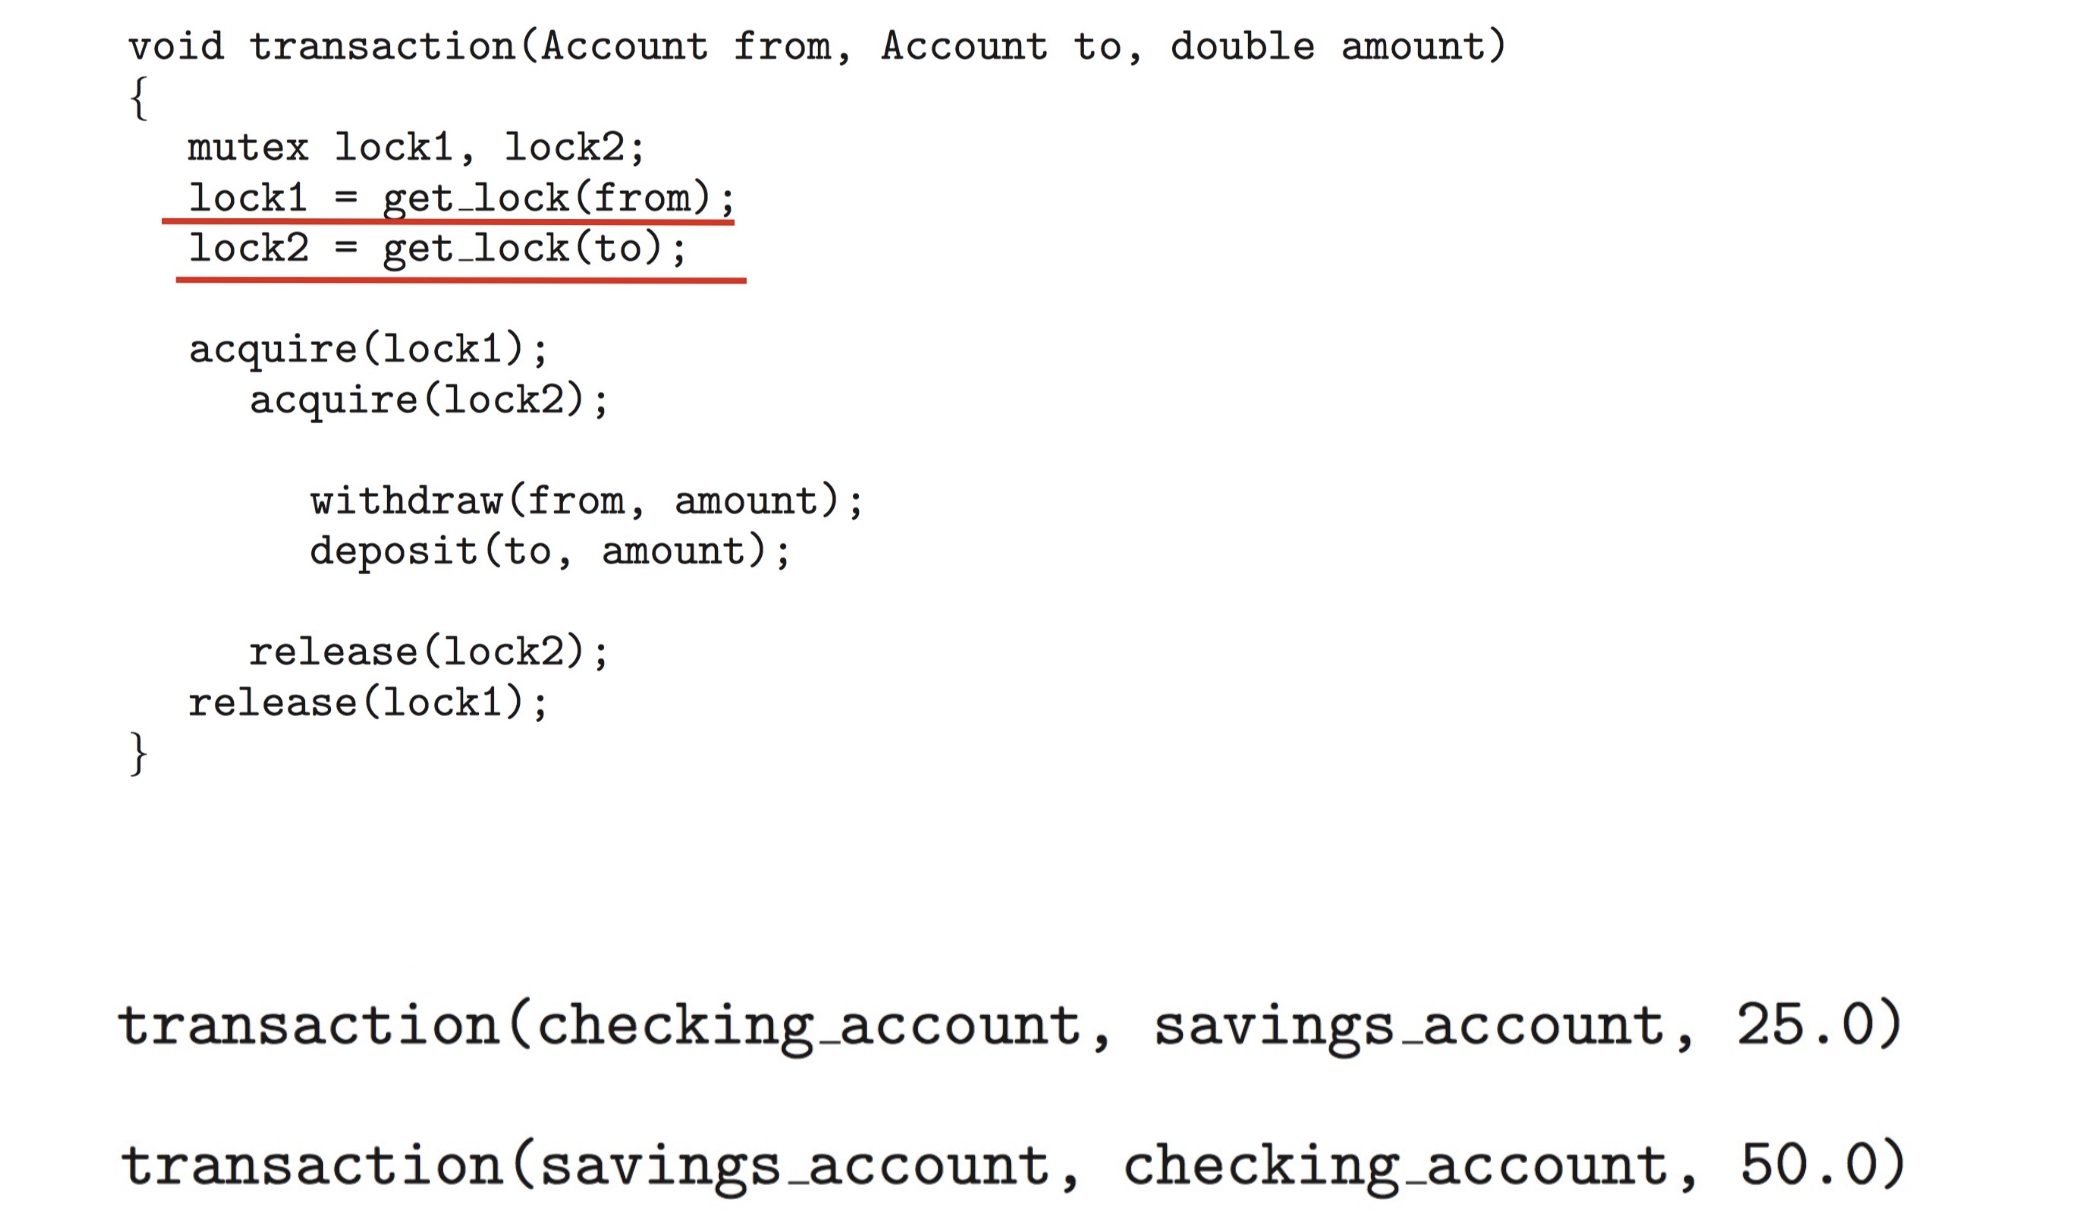 void transaction(Account from, Account to, double amount)
{
mutex lock1, lock2;
lock1 = get_lock(from);
lock2 = get_lock(to);
acquire(lock1);
acquire(lock2);
withdraw(from, amount);
deposit(to, amount);
release(lock2);
release(lock1);
}
transaction(checking_account, savings_account, 25.0)
transaction(savings_account, checking_account, 50.0)